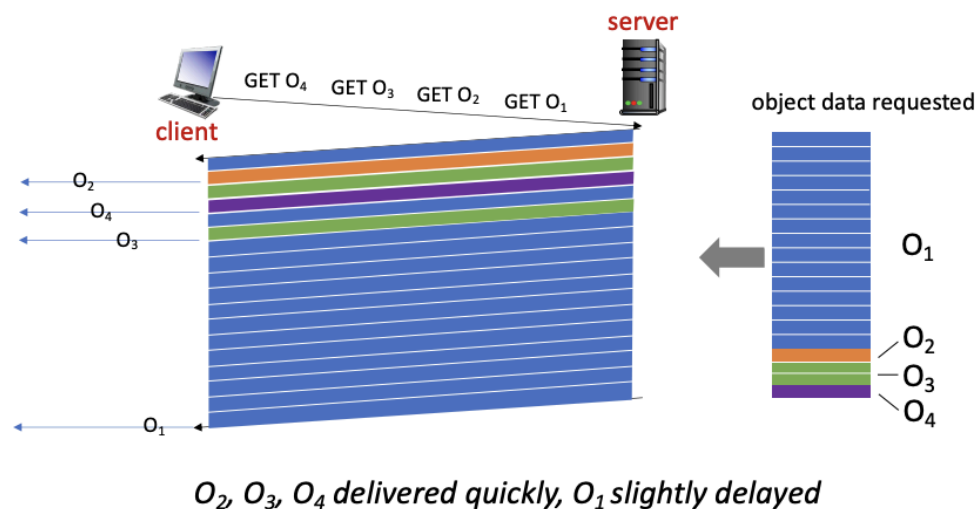 server
GET O₄ GET O₃ GET O₂ GET O₁
object data requested
client
O₂
O₄
O₃
O₁
O₁
O₂
O₃
O₄
O₂, O₃, O₄ delivered quickly, O₁ slightly delayed